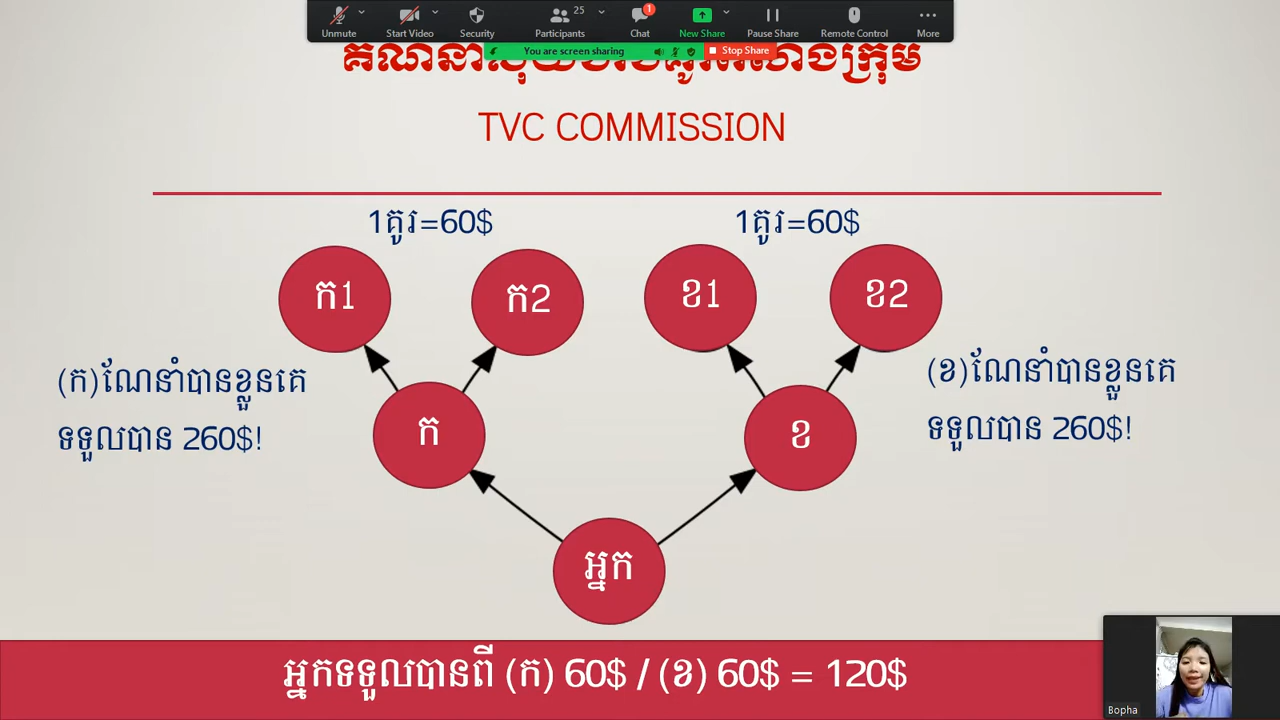 Unmute
Start Video
Security
25
Participants
1
Chat
New Share
Pause Share
Remote Control
More
You are screen sharing
Stop Share
TVC COMMISSION
1គូរ=60$
1គូរ=60$
ក1
ក2
ខ1
ខ2
(ក)ណែនាំបានខ្លួនគេ
ទទួលបាន 260$!
(ខ)ណែនាំបានខ្លួនគេ
ទទួលបាន 260$!
ក
ខ
អ្នក
អ្នកទទួលបានពី (ក) 60$ / (ខ) 60$ = 120$
Bopha